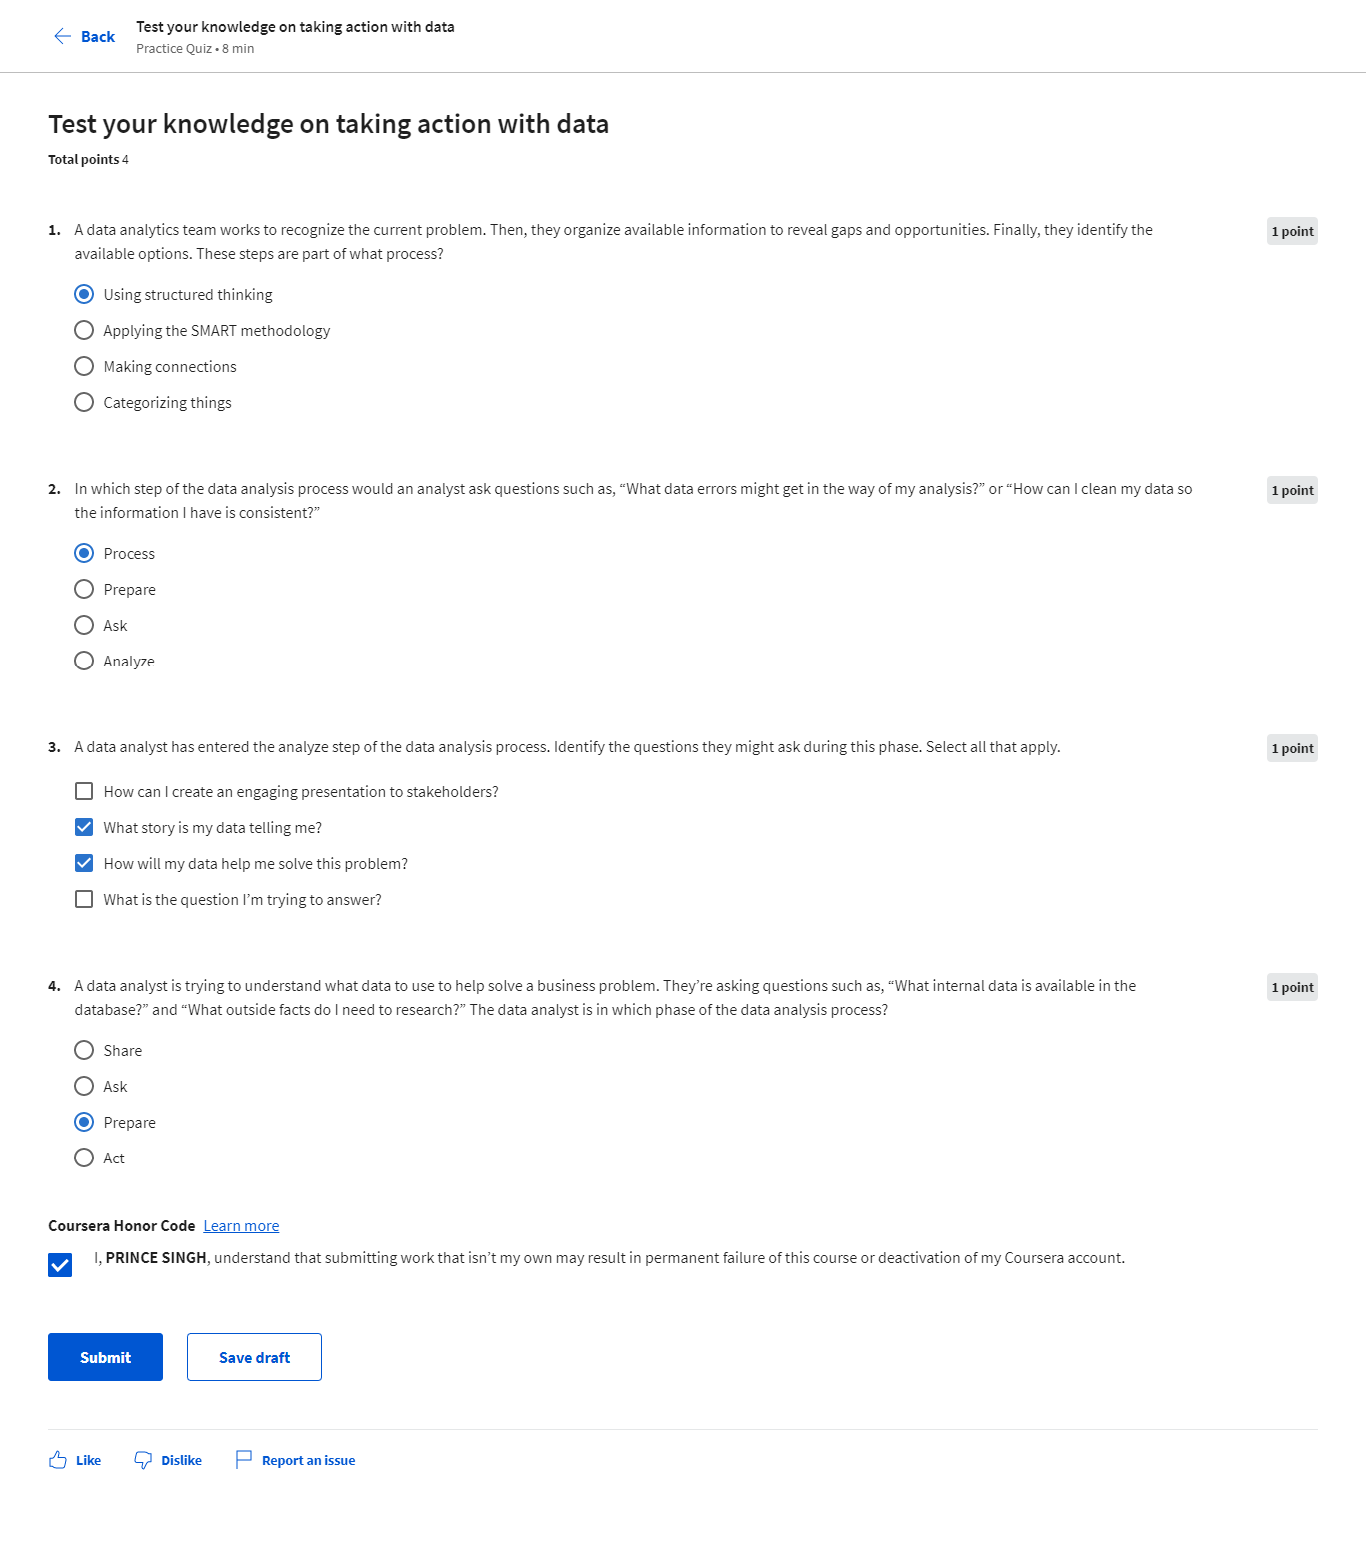 Back
Test your knowledge on taking action with data
Practice Quiz • 8 min
Test your knowledge on taking action with data
Total points 4
1. A data analytics team works to recognize the current problem. Then, they organize available information to reveal gaps and opportunities. Finally, they identify the
available options. These steps are part of what process?
1 point
Using structured thinking
Applying the SMART methodology
Making connections
Categorizing things
2. In which step of the data analysis process would an analyst ask questions such as, “What data errors might get in the way of my analysis?” or “How can I clean my data so
the information I have is consistent?”
1 point
Process
Prepare
Ask
Analyze
3. A data analyst has entered the analyze step of the data analysis process. Identify the questions they might ask during this phase. Select all that apply.
1 point
How can I create an engaging presentation to stakeholders?
What story is my data telling me?
How will my data help me solve this problem?
What is the question I’m trying to answer?
4. A data analyst is trying to understand what data to use to help solve a business problem. They’re asking questions such as, “What internal data is available in the
database?” and “What outside facts do I need to research?” The data analyst is in which phase of the data analysis process?
1 point
Share
Ask
Prepare
Act
Coursera Honor Code Learn more
I, PRINCE SINGH, understand that submitting work that isn’t my own may result in permanent failure of this course or deactivation of my Coursera account.
Submit
Save draft
Like
Dislike
Report an issue